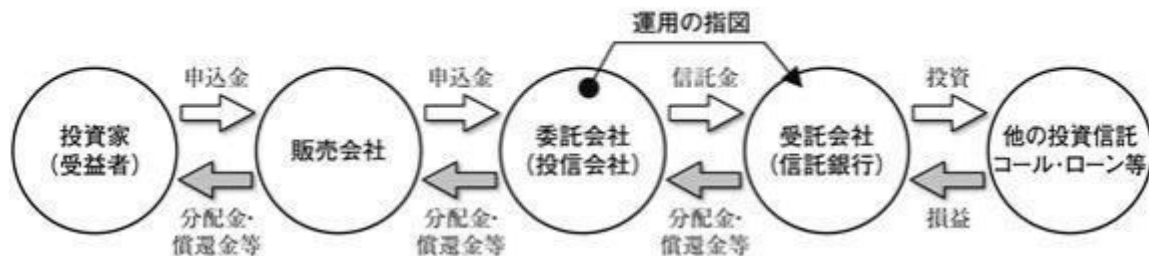 運用の指図
申込金
申込金
信託金
投資
投資家
(受益者)
販売会社
委託会社
(投信会社)
受託会社
(信託銀行)
他の投資信託
コール・ローン等
分配金・
償還金等
分配金・
償還金等
分配金・
償還金等
損益